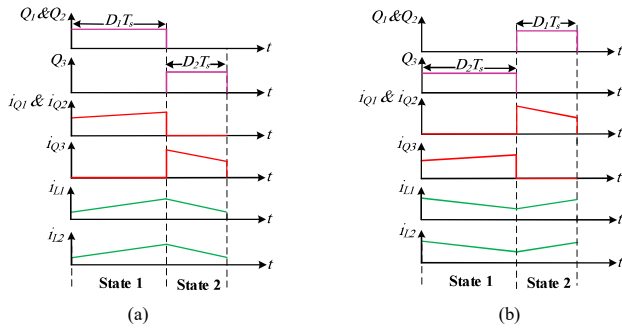 Q1 & Q2
D1Ts
t
Q3
D2Ts
t
iQ1 & iQ2
t
iQ3
t
iL1
t
iL2
t
State 1 State 2
(a)
Q1 & Q2
D1Ts
t
Q3
D2Ts
t
iQ1 & iQ2
t
iQ3
t
iL1
t
iL2
t
State 1 State 2
(b)